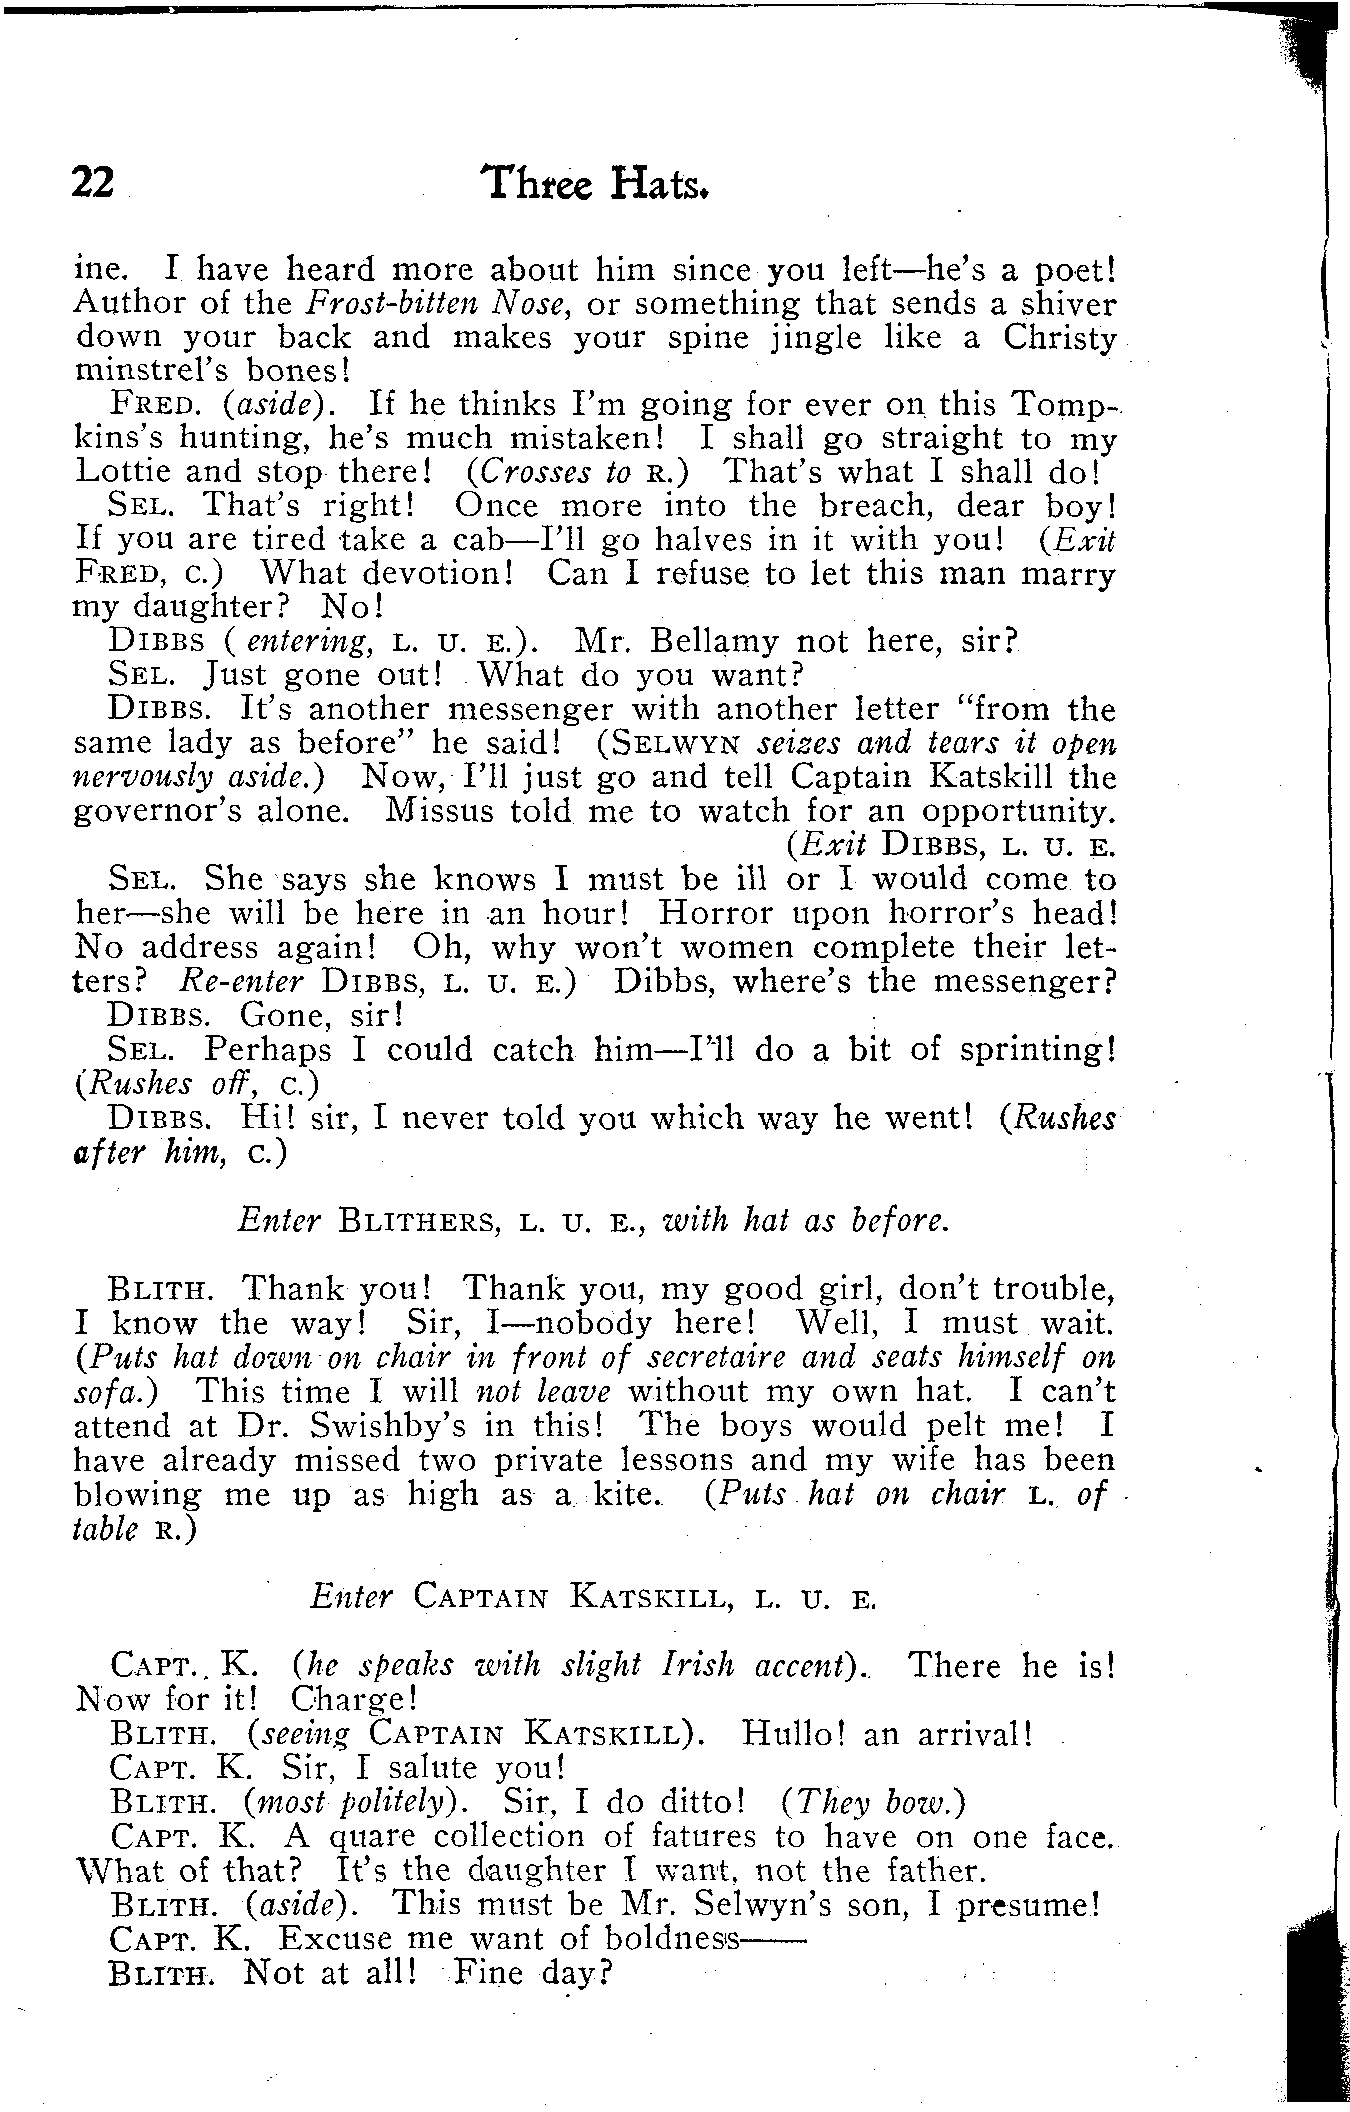 22 Three Hats.
ine. I have heard more about him since you left—he's a poet!
Author of the Frost-bitten Nose, or something that sends a shiver
down your back and makes your spine jingle like a Christy
minstrel's bones!
FRED. (aside). If he thinks I'm going for ever on this Tomp-
kins's hunting, he's much mistaken! I shall go straight to my
Lottie and stop there! (Crosses to R.) That's what I shall do!
SEL. That's right! Once more into the breach, dear boy!
If you are tired take a cab—I'll go halves in it with you! (Exit
FRED, C.) What devotion! Can I refuse to let this man marry
my daughter? No!
DIBBS ( entering, L. U. E.). Mr. Bellamy not here, sir?
SEL. Just gone out! What do you want?
DIBBS. It's another messenger with another letter "from the
same lady as before" he said! (SELWYN seizes and tears it open
nervously aside.) Now, I'll just go and tell Captain Katskill the
governor's alone. Missus told me to watch for an opportunity.
(Exit DIBBS, L. U. E.
SEL. She says she knows I must be ill or I would come to
her—she will be here in an hour! Horror upon horror's head!
No address again! Oh, why won't women complete their let-
ters? Re-enter DIBBS, L. U. E.) Dibbs, where's the messenger?
DIBBS. Gone, sir!
SEL. Perhaps I could catch him—I'll do a bit of sprinting!
(Rushes off, C.)
DIBBS. Hi! sir, I never told you which way he went! (Rushes
after him, C.)
Enter BLITHERS, L. U. E., with hat as before.
BLITH. Thank you! Thank you, my good girl, don't trouble,
I know the way! Sir, I—nobody here! Well, I must wait.
(Puts hat down on chair in front of secretaire and seats himself on
sofa.) This time I will not leave without my own hat. I can't
attend at Dr. Swishby's in this! The boys would pelt me! I
have already missed two private lessons and my wife has been
blowing me up as high as a kite. (Puts hat on chair L. of
table R.)
Enter CAPTAIN KATSKILL, L. U. E.
CAPT. K. (he speaks with slight Irish accent). There he is!
Now for it! Charge!
BLITH. (seeing CAPTAIN KATSKILL). Hullo! an arrival!
CAPT. K. Sir, I salute you!
BLITH. (most politely). Sir, I do ditto! (They bow.)
CAPT. K. A quare collection of fatures to have on one face.
What of that? It's the daughter I want, not the father.
BLITH. (aside). This must be Mr. Selwyn's son, I presume!
CAPT. K. Excuse me want of boldness——
BLITH. Not at all! Fine day?